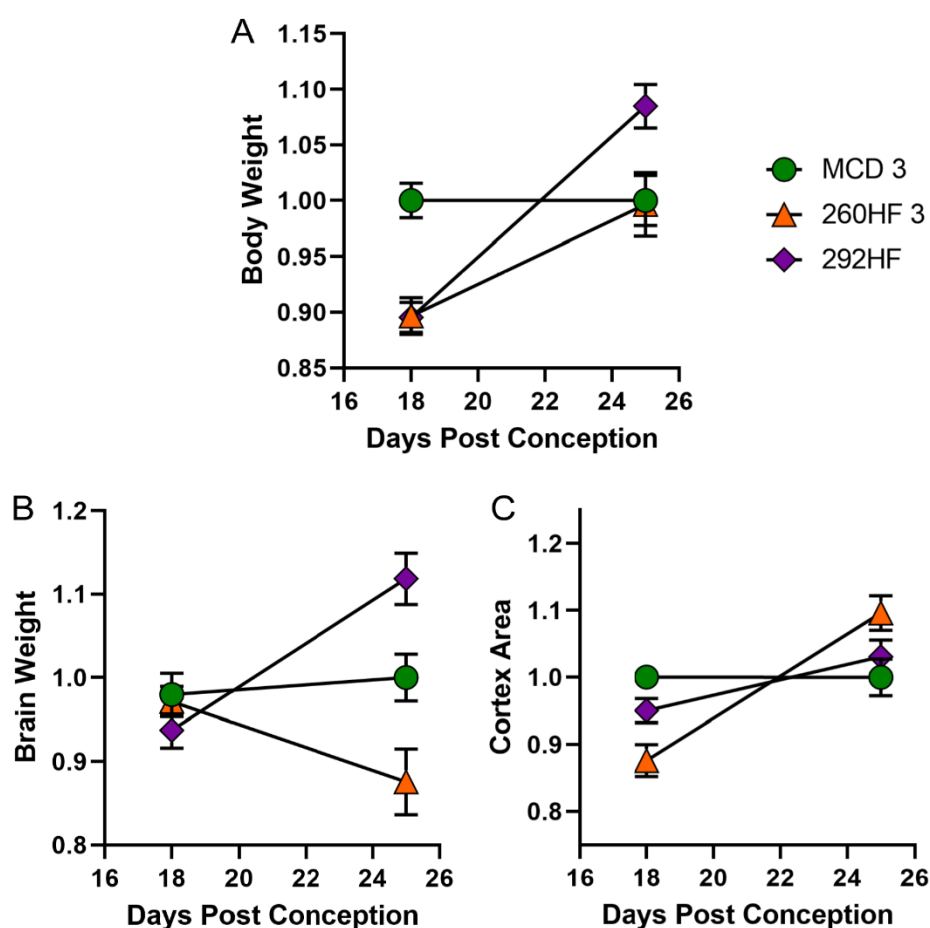 A
1.15
1.10
1.05
1.00
0.95
0.90
0.85
Body Weight
16 18 20 22 24 26
Days Post Conception
MCD 3
260HF 3
292HF
B
1.2
1.1
1.0
0.9
0.8
Brain Weight
16 18 20 22 24 26
Days Post Conception
C
1.2
1.1
1.0
0.9
0.8
Cortex Area
16 18 20 22 24 26
Days Post Conception